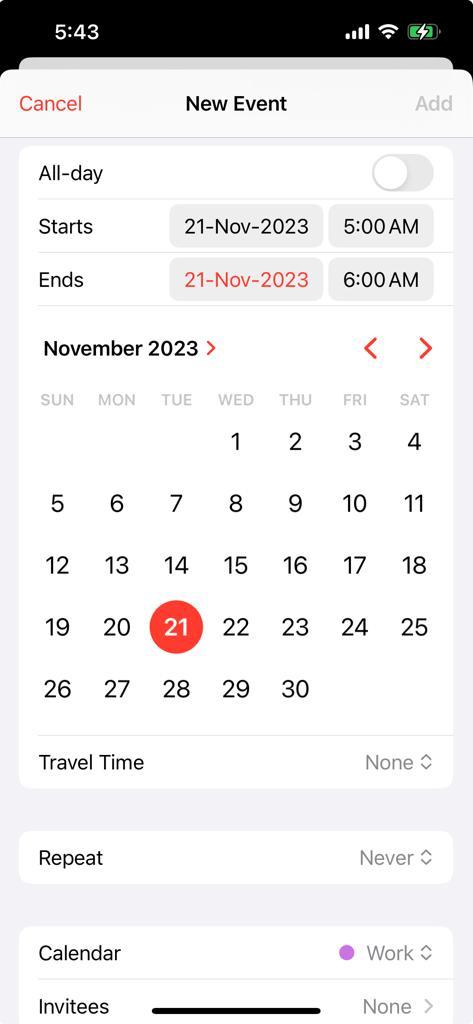 5:43
Cancel New Event Add
All-day
Starts 21-Nov-2023 5:00 AM
Ends 21-Nov-2023 6:00 AM
November 2023
SUN MON TUE WED THU FRI SAT
1 2 3 4
5 6 7 8 9 10 11
12 13 14 15 16 17 18
19 20 21 22 23 24 25
26 27 28 29 30
Travel Time None
Repeat Never
Calendar Work
Invitees None